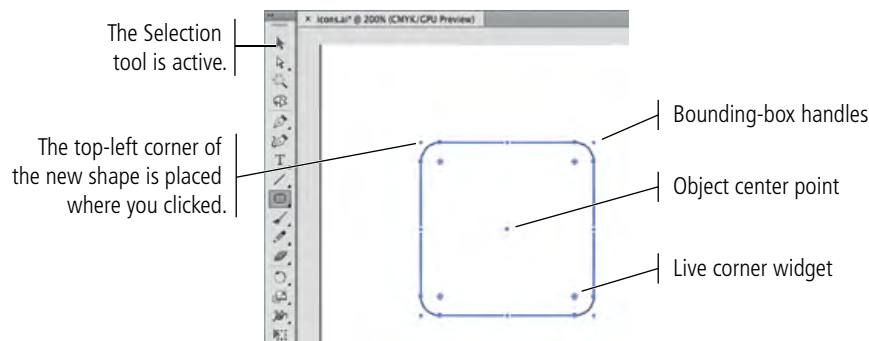 × icons.ai* @ 200% (CMYK/GPU Preview)
The Selection
tool is active.
The top-left corner of
the new shape is placed
where you clicked.
Bounding-box handles
Object center point
Live corner widget